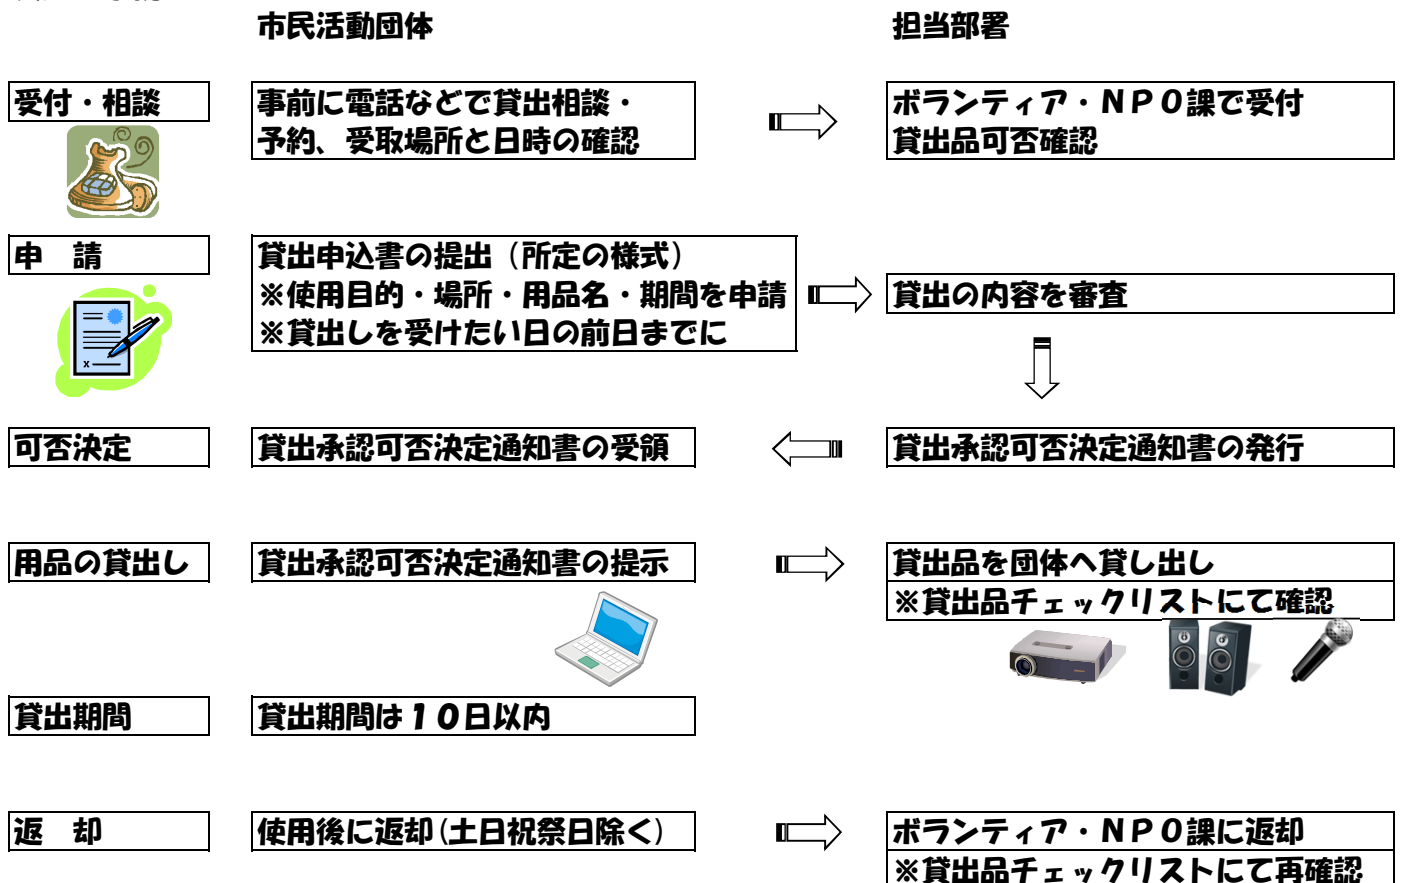 市民活動団体
担当部署
受付・相談
事前に電話などで貸出相談・
予約、受取場所と日時の確認
ボランティア・ＮＰＯ課で受付
貸出品可否確認
申　請
貸出申込書の提出（所定の様式）
※使用目的・場所・用品名・期間を申請
※貸出しを受けたい日の前日までに
貸出の内容を審査
可否決定
貸出承認可否決定通知書の受領
貸出承認可否決定通知書の発行
用品の貸出し
貸出承認可否決定通知書の提示
貸出品を団体へ貸し出し
※貸出品チェックリストにて確認
貸出期間
貸出期間は１０日以内
返　却
使用後に返却(土日祝祭日除く)
ボランティア・ＮＰＯ課に返却
※貸出品チェックリストにて再確認